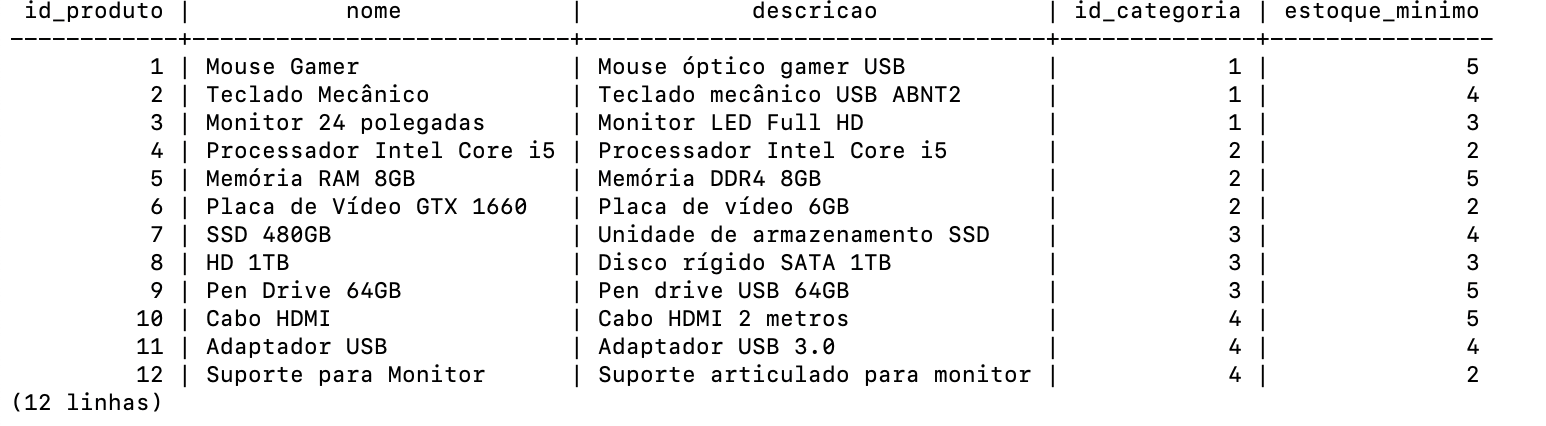 id_produto | nome | descricao | id_categoria | estoque_minimo
-----------+---------------------------+---------------------------------+--------------+----------------
1 | Mouse Gamer | Mouse óptico gamer USB | 1 | 5
2 | Teclado Mecânico | Teclado mecânico USB ABNT2 | 1 | 4
3 | Monitor 24 polegadas | Monitor LED Full HD | 1 | 3
4 | Processador Intel Core i5 | Processador Intel Core i5 | 2 | 2
5 | Memória RAM 8GB | Memória DDR4 8GB | 2 | 5
6 | Placa de Vídeo GTX 1660 | Placa de vídeo 6GB | 2 | 2
7 | SSD 480GB | Unidade de armazenamento SSD | 3 | 4
8 | HD 1TB | Disco rígido SATA 1TB | 3 | 3
9 | Pen Drive 64GB | Pen drive USB 64GB | 3 | 5
10 | Cabo HDMI | Cabo HDMI 2 metros | 4 | 5
11 | Adaptador USB | Adaptador USB 3.0 | 4 | 4
12 | Suporte para Monitor | Suporte articulado para monitor | 4 | 2
(12 linhas)